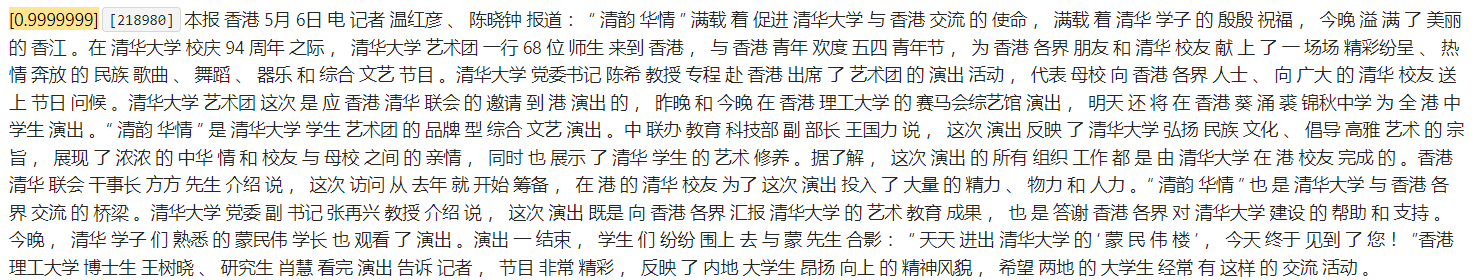 [0.9999999] [218980] 本报 香港 5月 6日 电 记者 温红彦 、 陈晓钟 报道 ： “ 清韵 华情 ” 满载 着 促进 清华大学 与 香港 交流 的 使命 ， 满载 着 清华 学子 的 殷殷 祝福 ， 今晚 溢 满 了 美丽
的 香江 。 在 清华大学 校庆 94 周年 之际 ， 清华大学 艺术团 一行 68 位 师生 来到 香港 ， 与 香港 青年 欢度 五四 青年节 ， 为 香港 各界 朋友 和 清华 校友 献 上 了 一 场场 精彩纷呈 、 热
情 奔放 的 民族 歌曲 、 舞蹈 、 器乐 和 综合 文艺 节目 。 清华大学 党委书记 陈希 教授 专程 赴 香港 出席 了 艺术团 的 演出 活动 ， 代表 母校 向 香港 各界 人士 、 向 广大 的 清华 校友 送
上 节日 问候 。 清华大学 艺术团 这次 是 应 香港 清华 联会 的 邀请 到 港 演出 的 ， 昨晚 和 今晚 在 香港 理工大学 的 赛马会综艺馆 演出 ， 明天 还 将 在 香港 葵 涌 裘 锦秋中学 为 全 港 中
学生 演出 。 “ 清韵 华情 ” 是 清华大学 学生 艺术团 的 品牌 型 综合 文艺 演出 。 中 联办 教育 科技部 副 部长 王国力 说 ， 这次 演出 反映 了 清华大学 弘扬 民族 文化 、 倡导 高雅 艺术 的 宗
旨 ， 展现 了 浓浓 的 中华 情 和 校友 与 母校 之间 的 亲情 ， 同时 也 展示 了 清华 学生 的 艺术 修养 。 据了解 ， 这次 演出 的 所有 组织 工作 都 是 由 清华大学 在 港 校友 完成 的 。 香港
清华 联会 干事长 方方 先生 介绍 说 ， 这次 访问 从 去年 就 开始 筹备 ， 在 港 的 清华 校友 为了 这次 演出 投入 了 大量 的 精力 、 物力 和 人力 。 “ 清韵 华情 ” 也 是 清华大学 与 香港 各
界 交流 的 桥梁 。 清华大学 党委 副 书记 张再兴 教授 介绍 说 ， 这次 演出 既是 向 香港 各界 汇报 清华大学 的 艺术 教育 成果 ， 也 是 答谢 香港 各界 对 清华大学 建设 的 帮助 和 支持 。
今晚 ， 清华 学子 们 熟悉 的 蒙民伟 学长 也 观看 了 演出 。 演出 一 结束 ， 学生 们 纷纷 围上 去 与 蒙 先生 合影 ： “ 天天 进出 清华大学 的 ‘ 蒙 民 伟 楼 ’ ， 今天 终于 见到 了 您 ！ ” 香港
理工大学 博士生 王树晓 、 研究生 肖慧 看完 演出 告诉 记者 ， 节目 非常 精彩 ， 反映 了 内地 大学生 昂扬 向上 的 精神风貌 ， 希望 两地 的 大学生 经常 有 这样 的 交流 活动 。